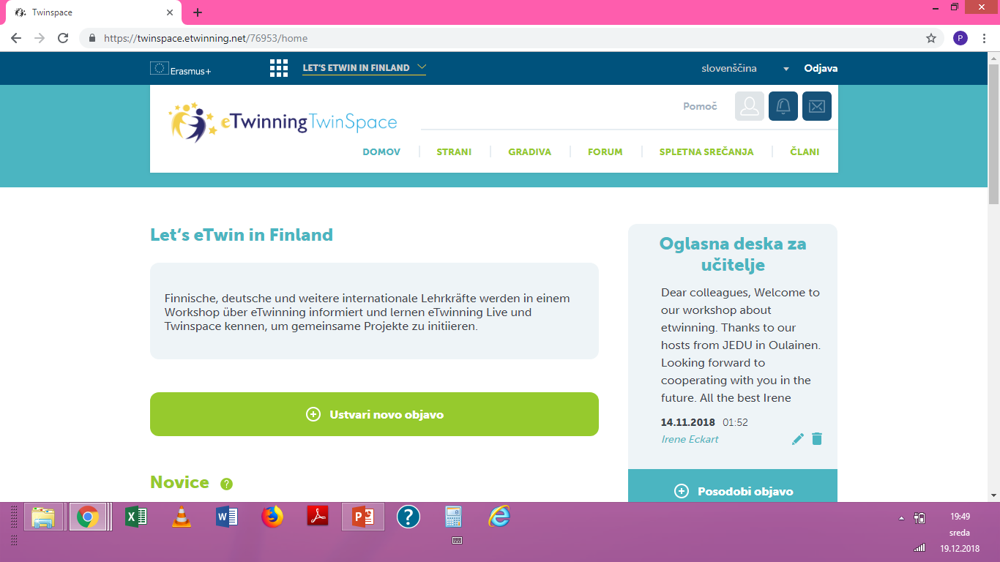 Twinspace
https://twinspace.etwinning.net/76953/home
P
Erasmus+
LET‘S ETWIN IN FINLAND
slovenščina
Odjava
eTwinningTwinSpace
Pomoč
DOMOV
STRANI
GRADIVA
FORUM
SPLETNA SREČANJA
ČLANI
Let‘s eTwin in Finland
Finnische, deutsche und weitere internationale Lehrkräfte werden in einem
Workshop über eTwinning informiert und lernen eTwinning Live und
Twinspace kennen, um gemeinsame Projekte zu initiieren.
Ustvari novo objavo
Novice ?
Oglasna deska za
učitelje
Dear colleagues, Welcome to
our workshop about
etwinning. Thanks to our
hosts from JEDU in Oulainen.
Looking forward to
cooperating with you in the
future. All the best Irene
14.11.2018 01:52
Irene Eckart
Posodobi objavo
19:49
sreda
19.12.2018